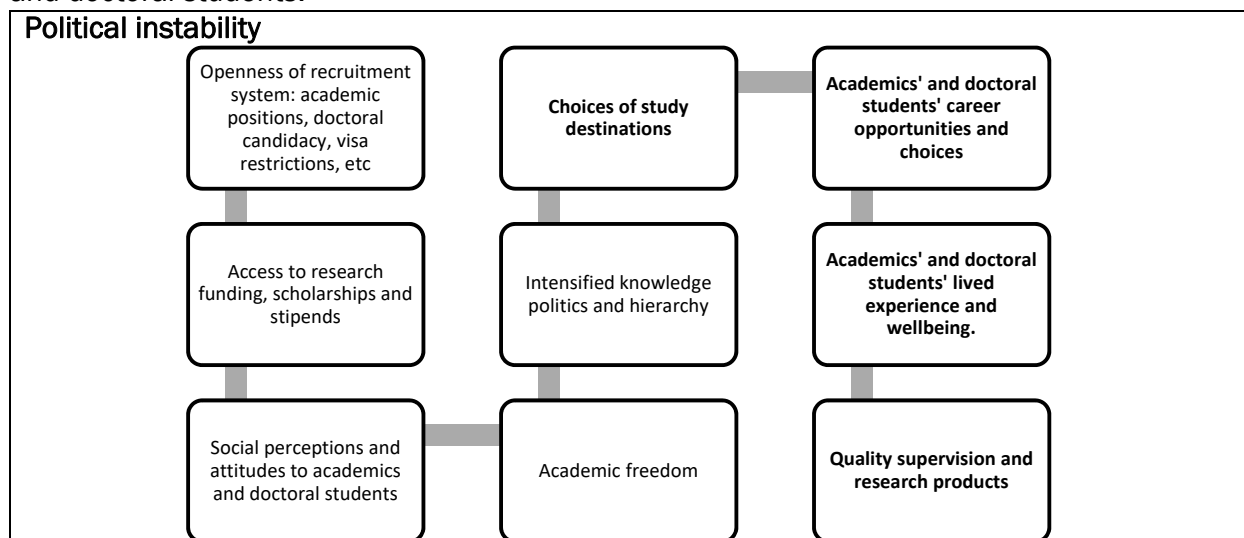 and doctoral students.
Political instability
Openness of recruitment
system: academic
positions, doctoral
candidacy, visa
restrictions, etc
Access to research
funding, scholarships and
stipends
Social perceptions and
attitudes to academics
and doctoral students
Academic freedom
Intensified knowledge
politics and hierarchy
Choices of study
destinations
Academics' and doctoral
students' career
opportunities and
choices
Academics' and doctoral
students' lived
experience and
wellbeing.
Quality supervision and
research products